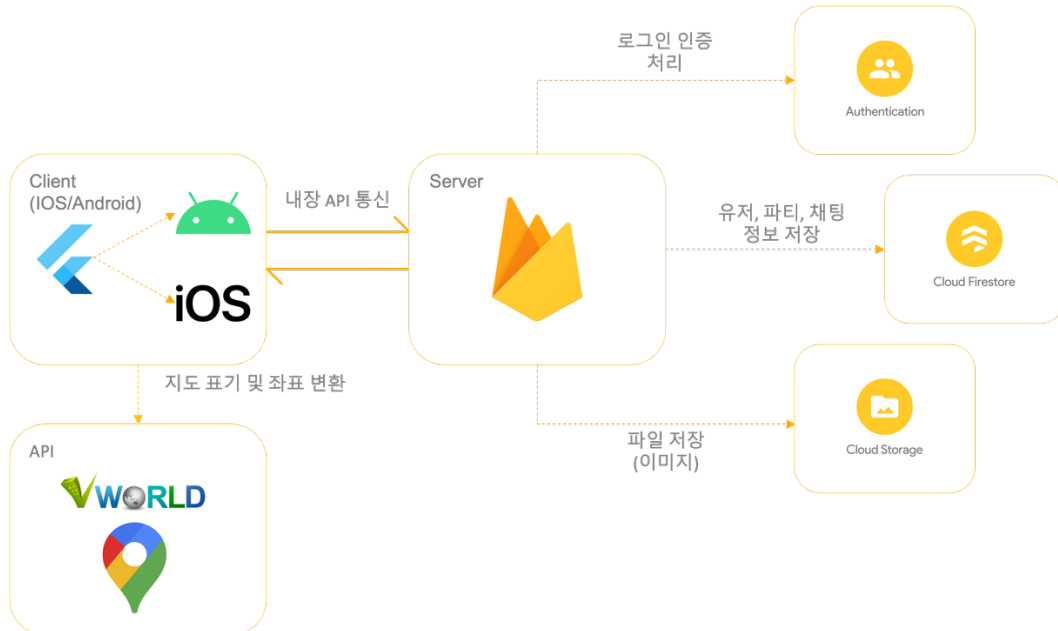 로그인 인증
처리
Authentication
Client
(IOS/Android)
iOS
내장 API 통신
Server
유저, 파티, 채팅
정보 저장
Cloud Firestore
지도 표기 및 좌표 변환
파일 저장
(이미지)
Cloud Storage
API
VWORLD